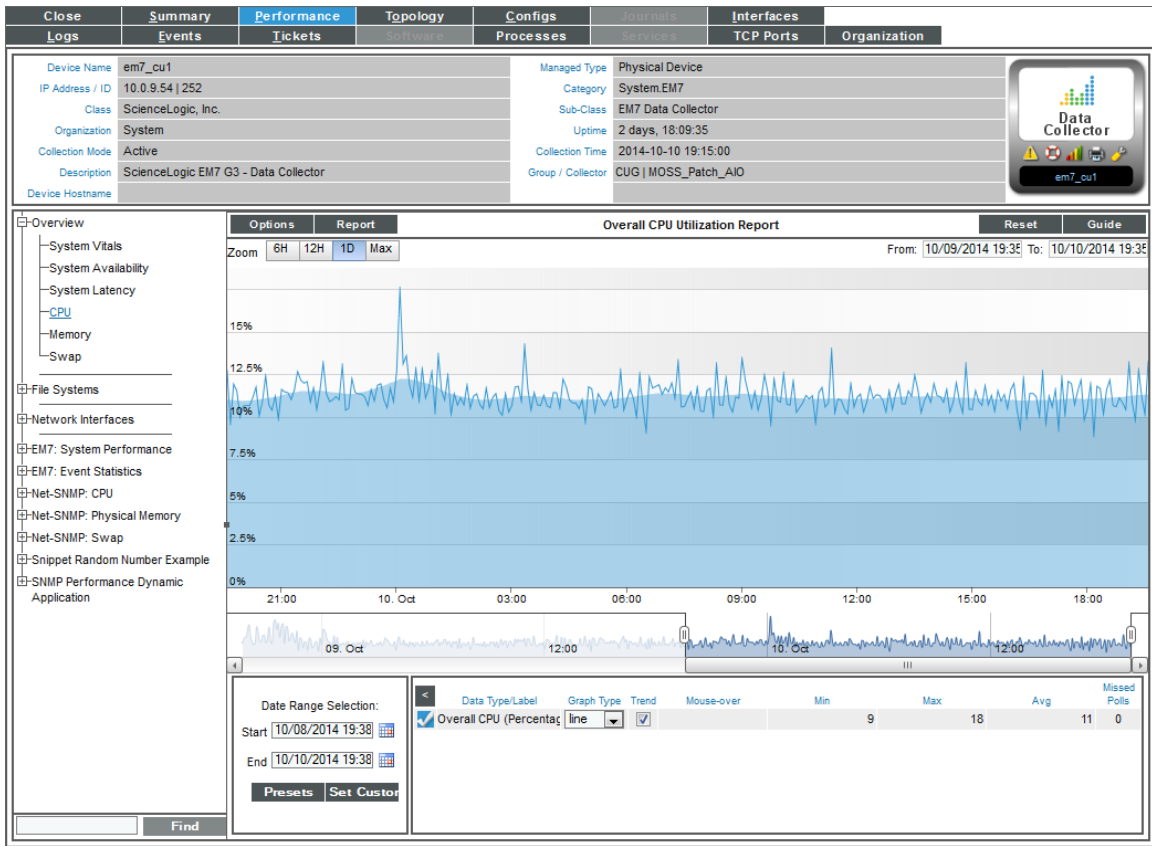 Close Summary Performance Topology Configs Journals Interfaces
Logs Events Tickets Software Processes Services TCP Ports Organization
Device Name em7_cu1 Managed Type Physical Device
IP Address / ID 10.0.9.54 | 252 Category System.EM7
Class ScienceLogic, Inc. Sub-Class EM7 Data Collector
Organization System Uptime 2 days, 18:09:35
Collection Mode Active Collection Time 2014-10-10 19:15:00
Description ScienceLogic EM7 G3 - Data Collector Group / Collector CUG | MOSS_Patch_AIO
Device Hostname
Data
Collector
em7_cu1
Overview
System Vitals
System Availability
System Latency
CPU
Memory
Swap
File Systems
Network Interfaces
EM7: System Performance
EM7: Event Statistics
Net-SNMP: CPU
Net-SNMP: Physical Memory
Net-SNMP: Swap
Snippet Random Number Example
SNMP Performance Dynamic
Application
Find
Options Report Overall CPU Utilization Report Reset Guide
Zoom 6H 12H 1D Max From: 10/09/2014 19:35 To: 10/10/2014 19:35
15%
12.5%
10%
7.5%
5%
2.5%
0%
21:00 10. Oct 03:00 06:00 09:00 12:00 15:00 18:00
09. Oct 12:00 10. Oct 12:00
Date Range Selection:
Start 10/08/2014 19:38
End 10/10/2014 19:38
Presets Set Custor
< Data Type/Label Graph Type Trend Mouse-over Min Max Avg Missed Polls
Overall CPU (Percentag line 9 18 11 0